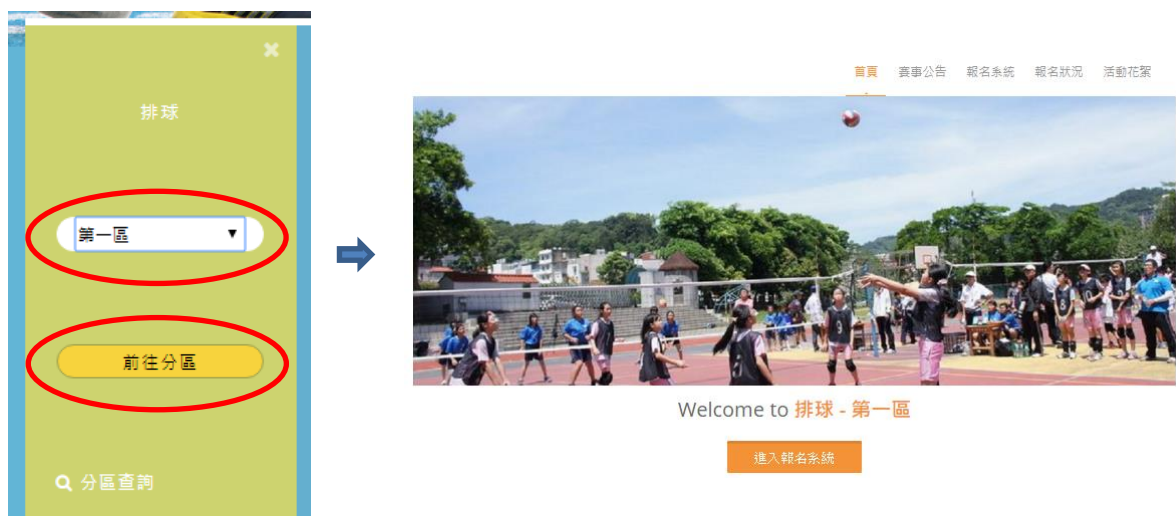 排球
第一區
前往分區
分區查詢
首頁 賽事公告 報名系統 報名狀況 活動花絮
Welcome to 排球 - 第一區
進入報名系統